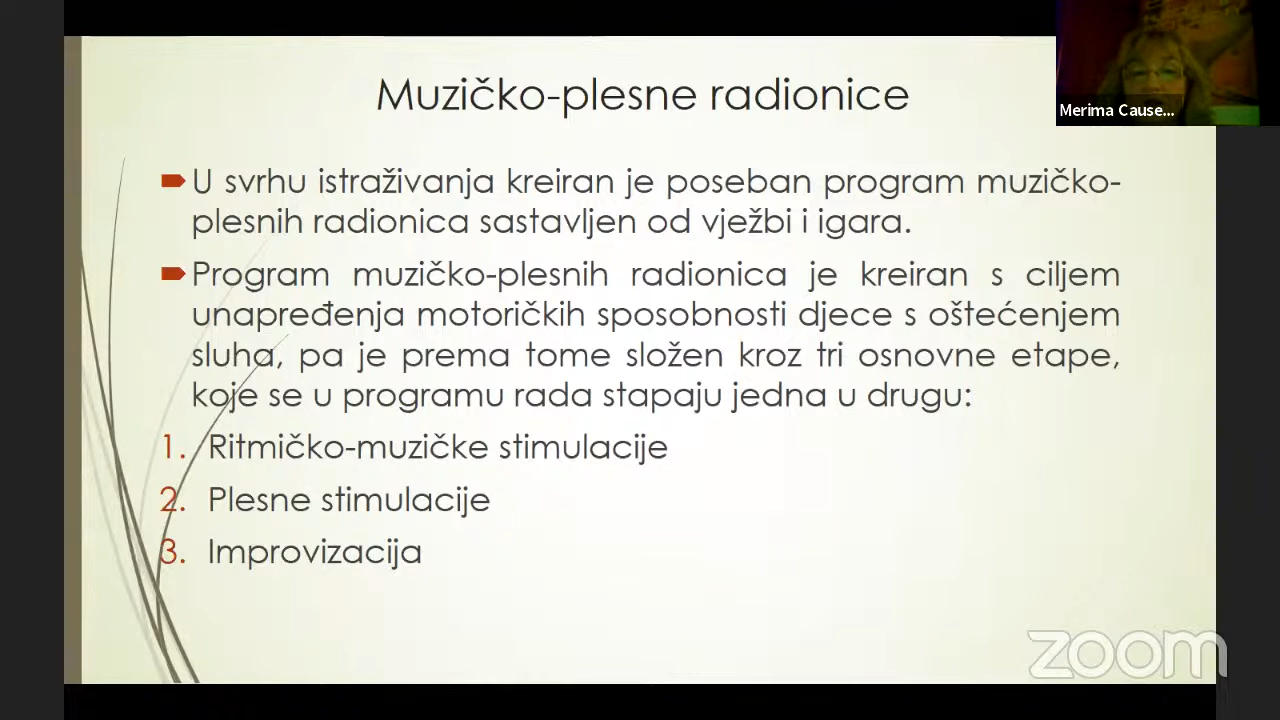 Muzičko-plesne radionice
Merima Cause...
U svrhu istraživanja kreiran je poseban program muzičko-
plesnih radionica sastavljen od vježbi i igara.
Program muzičko-plesnih radionica je kreiran s ciljem
unapređenja motoričkih sposobnosti djece s oštećenjem
sluha, pa je prema tome složen kroz tri osnovne etape,
koje se u programu rada stapaju jedna u drugu:
1. Ritmičko-muzičke stimulacije
2. Plesne stimulacije
3. Improvizacija
zoom